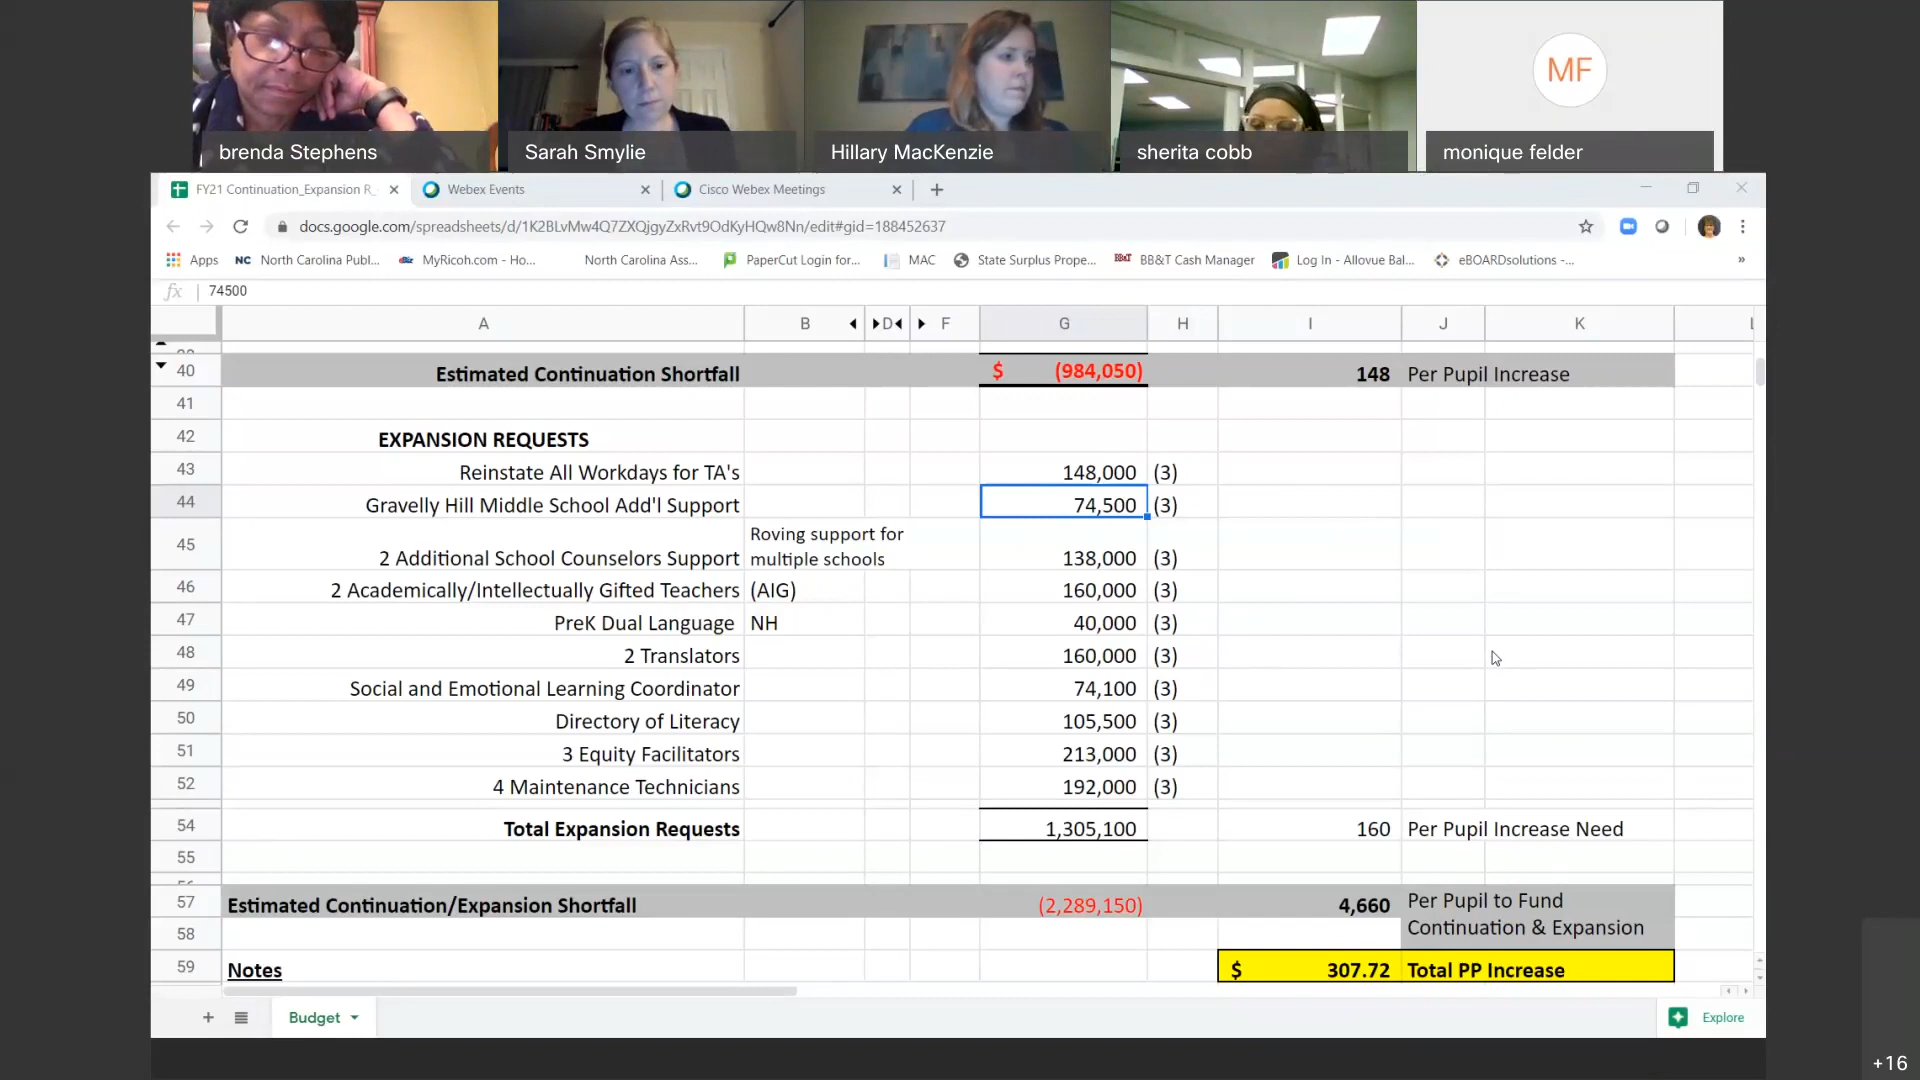 brenda Stephens
Sarah Smylie
Hillary MacKenzie
sherita cobb
MF
monique felder
FY21 Continuation_Expansion R_
Webex Events
Cisco Webex Meetings
docs.google.com/spreadsheets/d/1K2BLvMw4Q7ZXQjgyZxRvt9OdKyHQw8Nn/edit#gid=188452637
Apps NC North Carolina Publ... MyRicoh.com - Ho... North Carolina Ass... PaperCut Login for... MAC State Surplus Prope... BB&T BB&T Cash Manager Log In - Allovue Bal... eBOARDsolutions -... »
fx 74500
A B D F G H I J K L
40 Estimated Continuation Shortfall $ (984,050) 148 Per Pupil Increase
41
42 EXPANSION REQUESTS
43 Reinstate All Workdays for TA's 148,000 (3)
44 Gravelly Hill Middle School Add'l Support 74,500 (3)
45 2 Additional School Counselors Support Roving support for multiple schools 138,000 (3)
46 2 Academically/Intellectually Gifted Teachers (AIG) 160,000 (3)
47 PreK Dual Language NH 40,000 (3)
48 2 Translators 160,000 (3)
49 Social and Emotional Learning Coordinator 74,100 (3)
50 Directory of Literacy 105,500 (3)
51 3 Equity Facilitators 213,000 (3)
52 4 Maintenance Technicians 192,000 (3)
54 Total Expansion Requests 1,305,100 160 Per Pupil Increase Need
55
57 Estimated Continuation/Expansion Shortfall (2,289,150) 4,660 Per Pupil to Fund
58 Continuation & Expansion
59 Notes $ 307.72 Total PP Increase
Budget
Explore
+16